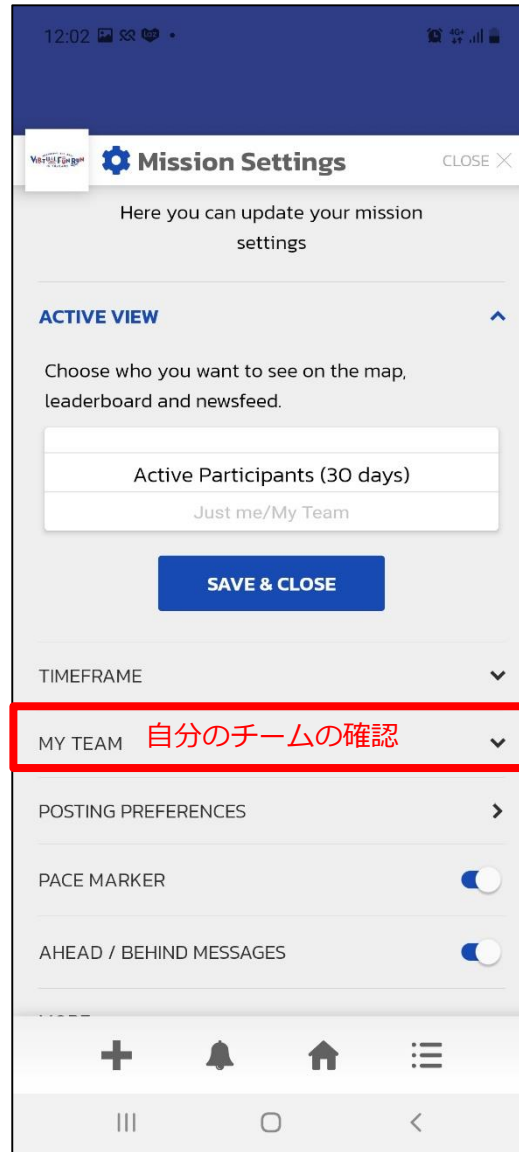 12:02
Mission Settings
CLOSE
Here you can update your mission
settings
ACTIVE VIEW
Choose who you want to see on the map,
leaderboard and newsfeed.
Active Participants (30 days)
Just me/My Team
SAVE & CLOSE
TIMEFRAME
MY TEAM 自分のチームの確認
POSTING PREFERENCES
PACE MARKER
AHEAD / BEHIND MESSAGES